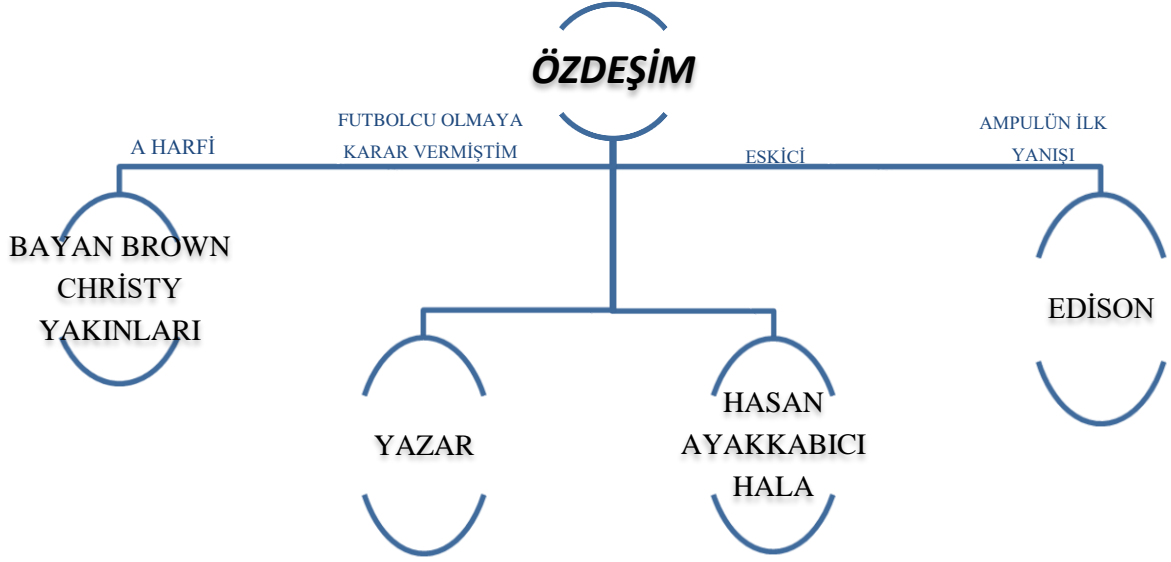 ÖZDEŞİM
A HARFİ
FUTBOLCU OLMAYA
KARAR VERMİŞTİM
ESKİCİ
AMPULÜN İLK
YANIŞI
BAYAN BROWN
CHRİSTY
YAKINLARI
YAZAR
HASAN
AYAKKABICI
HALA
EDİSON